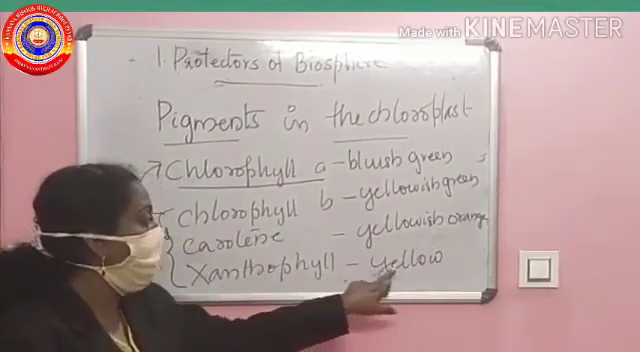 Made with KINEMASTER
1. Protectors of Biosphere
Pigments in the chloroplast
Chlorophyll a - bluish green
Chlorophyll b - yellowish green
Carotene - yellowish orange
Xanthophyll - yellow